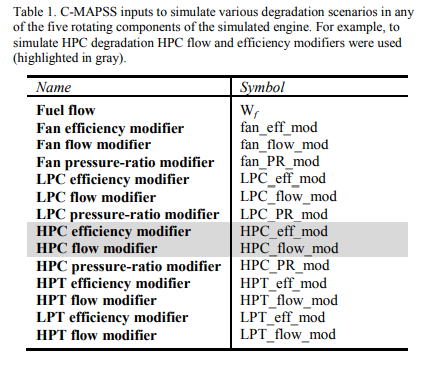 Table 1. C-MAPSS inputs to simulate various degradation scenarios in any
of the five rotating components of the simulated engine. For example, to
simulate HPC degradation HPC flow and efficiency modifiers were used
(highlighted in gray).
Name Symbol
Fuel flow Wf
Fan efficiency modifier fan_eff_mod
Fan flow modifier fan_flow_mod
Fan pressure-ratio modifier fan_PR_mod
LPC efficiency modifier LPC_eff_mod
LPC flow modifier LPC_flow_mod
LPC pressure-ratio modifier LPC_PR_mod
HPC efficiency modifier HPC_eff_mod
HPC flow modifier HPC_flow_mod
HPC pressure-ratio modifier HPC_PR_mod
HPT efficiency modifier HPT_eff_mod
HPT flow modifier HPT_flow_mod
LPT efficiency modifier LPT_eff_mod
HPT flow modifier LPT_flow_mod